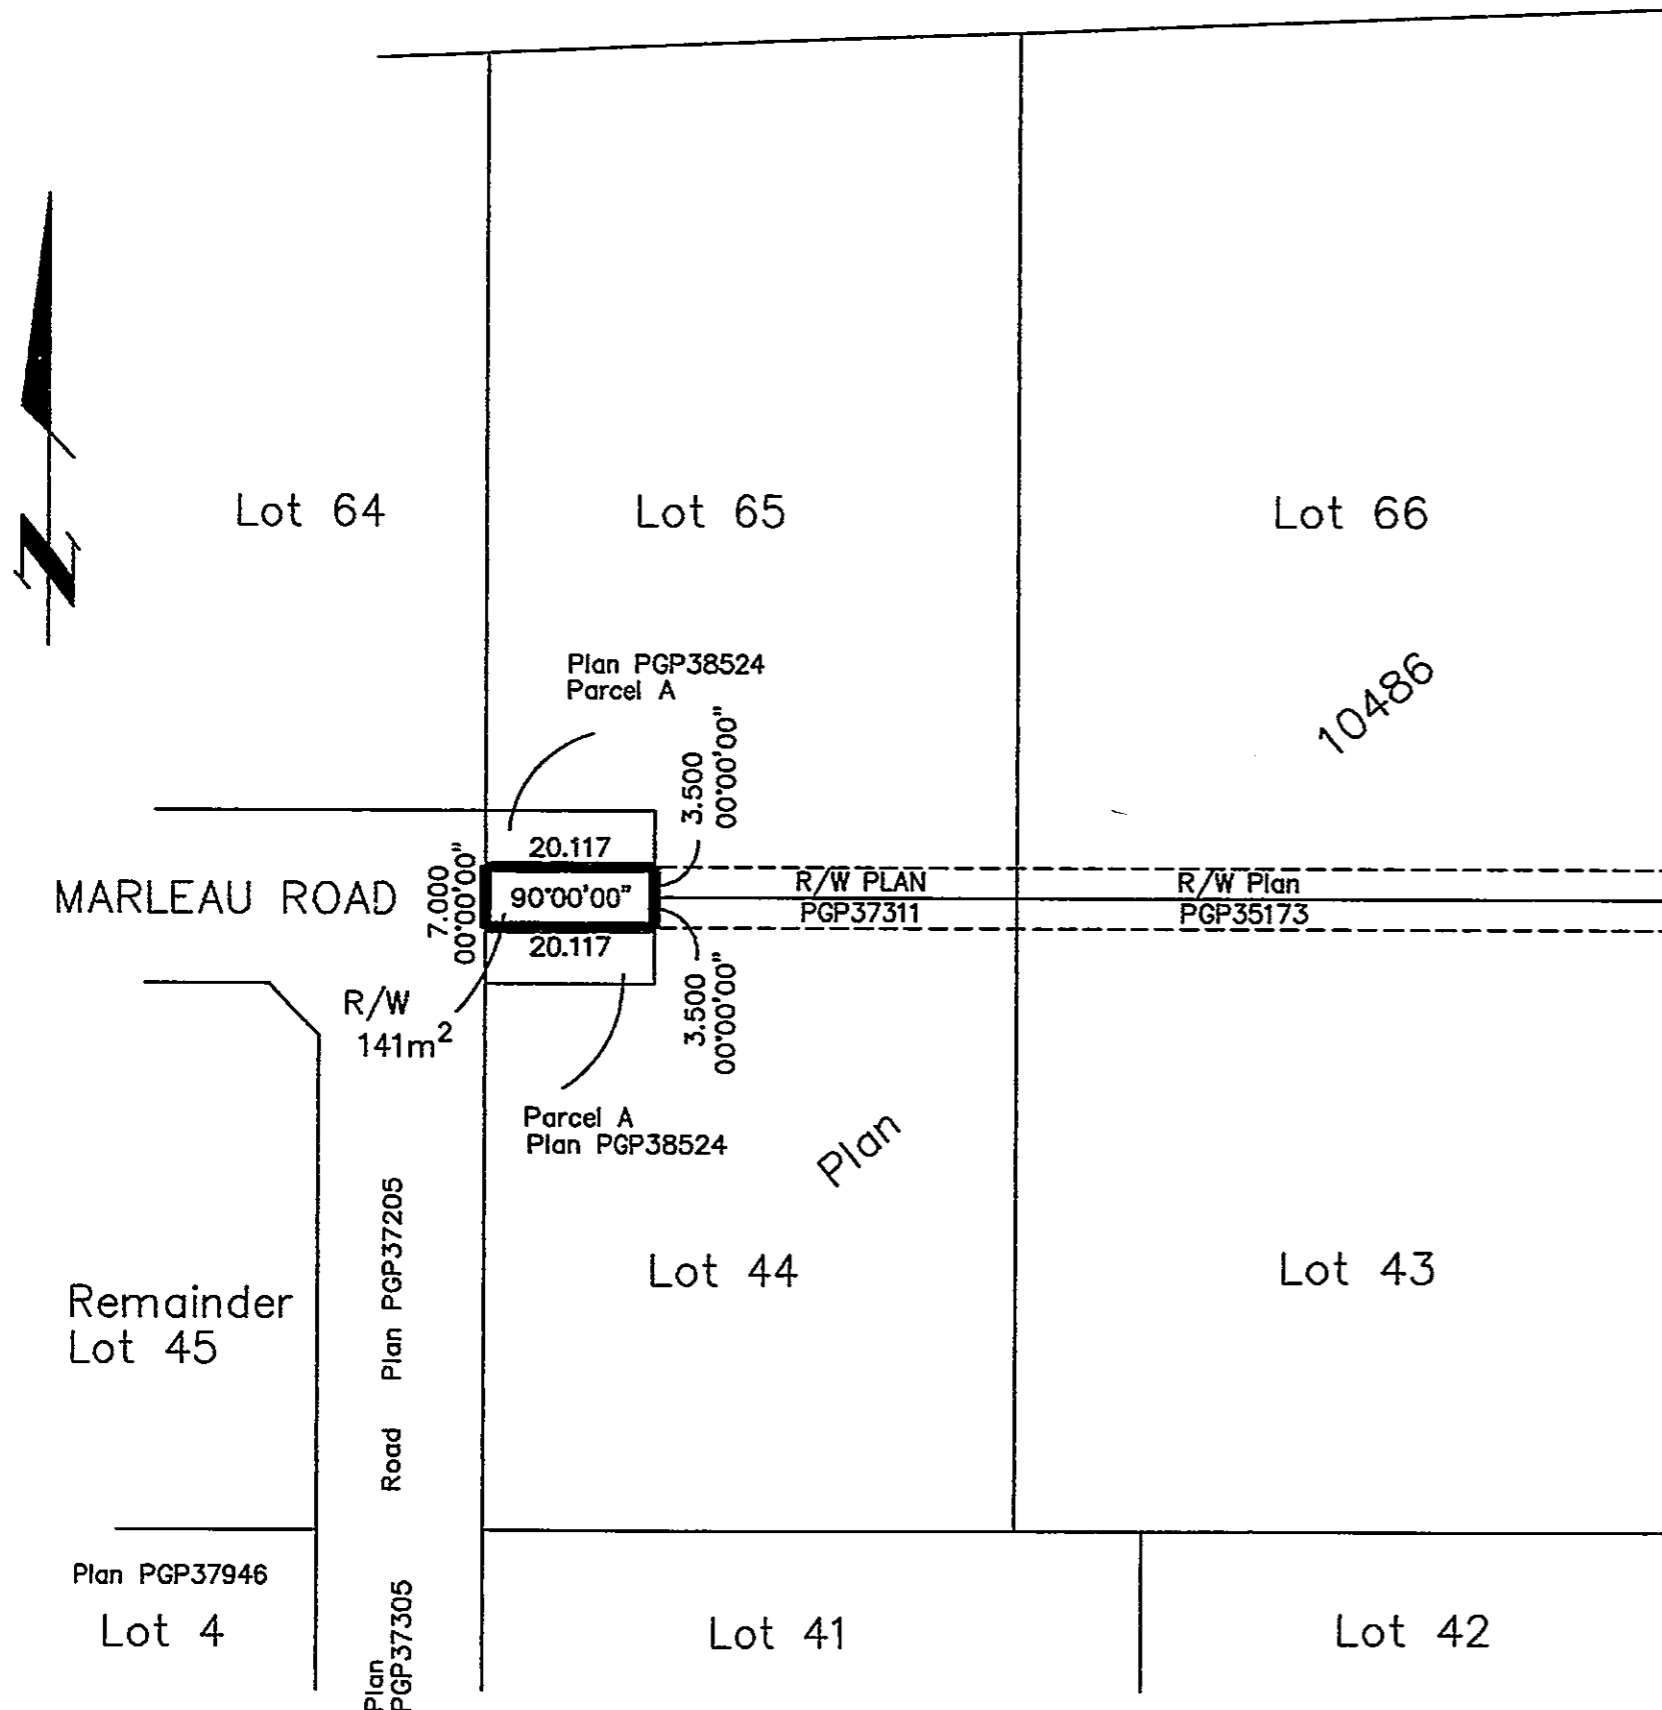 N
Lot 64
Lot 65
Lot 66
Plan PGP38524
Parcel A
10486
3.500
00°00'00"
20.117
MARLEAU ROAD
7.000
00°00'00"
90°00'00"
R/W PLAN
PGP37311
R/W Plan
PGP35173
20.117
3.500
00°00'00"
R/W
141m²
Parcel A
Plan PGP38524
Plan
Road Plan PGP37205
Lot 44
Lot 43
Remainder
Lot 45
Plan PGP37946
Lot 4
Plan
PGP37305
Lot 41
Lot 42